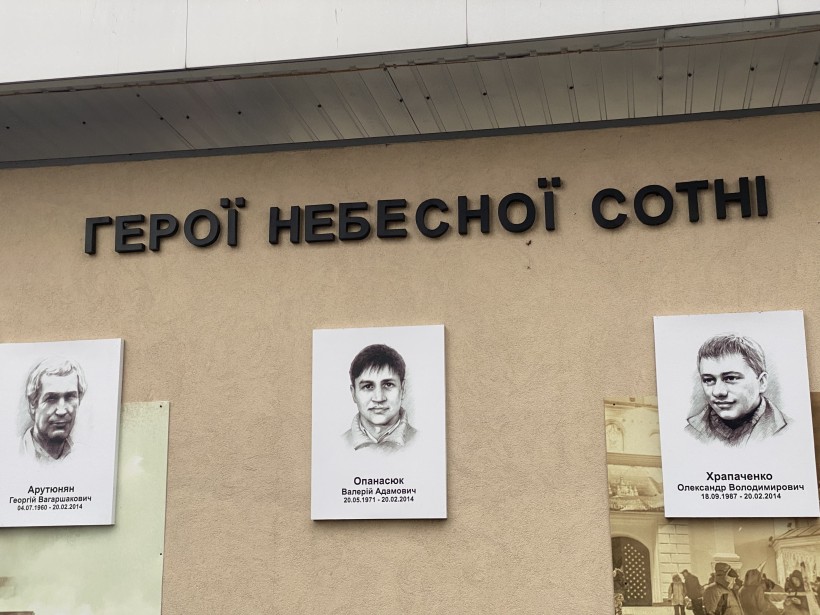 ГЕРОЇ НЕБЕСНОЇ СОТНІ
Арутюнян
Георгій Вагаршакович
04.07.1960 - 20.02.2014
Опанасюк
Валерій Адамович
20.05.1971 - 20.02.2014
Храпаченко
Олександр Володимирович
18.09.1987 - 20.02.2014